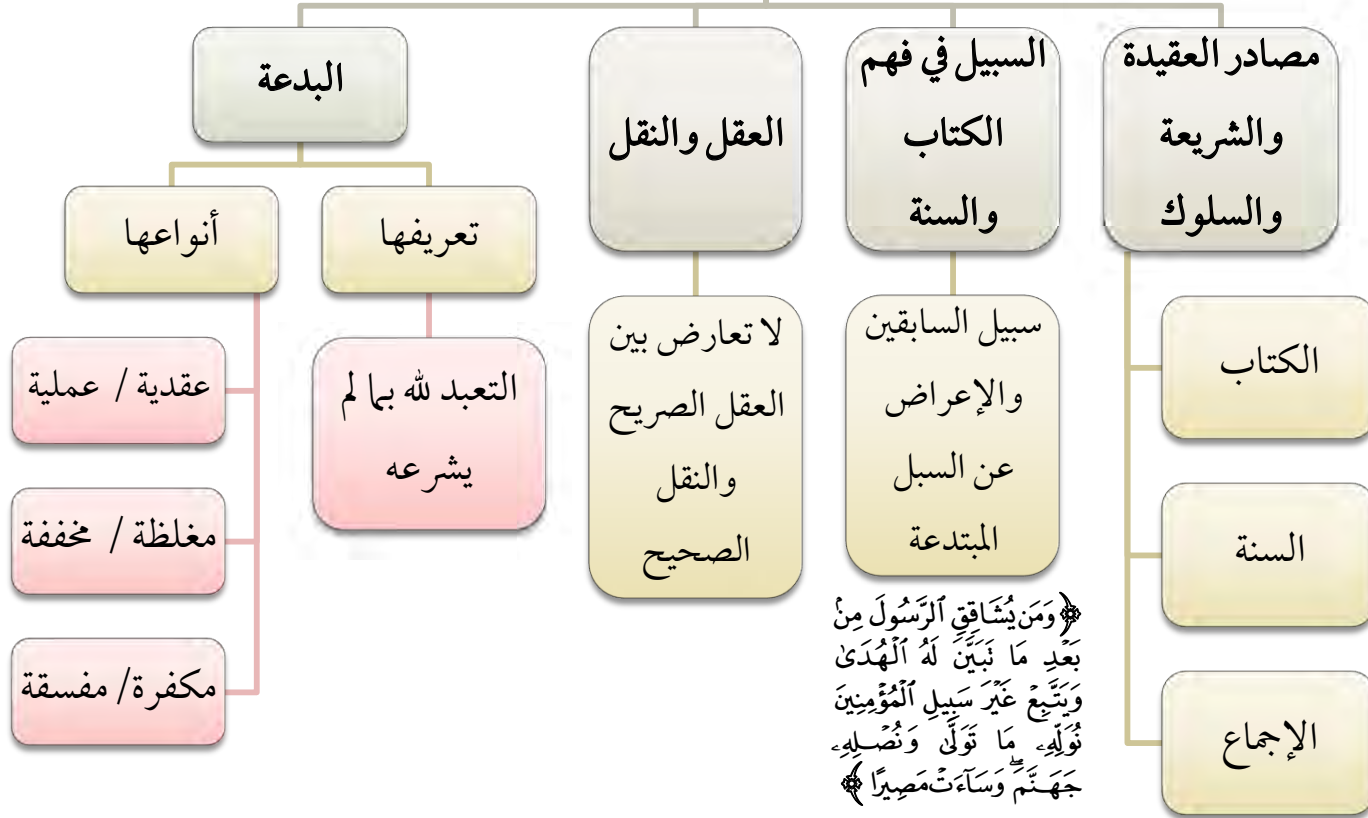 مصادر العقيدة
والشريعة
والسلوك
الكتاب
السنة
الإجماع
السبيل في فهم
الكتاب
والسنة
سبيل السابقين
والإعراض
عن السبل
المبتدعة
﴿وَمَن يُشَاقِقِ ٱلرَّسُولَ مِنۢ
بَعۡدِ مَا تَبَيَّنَ لَهُ ٱلۡهُدَىٰ
وَيَتَّبِعۡ غَيۡرَ سَبِيلِ ٱلۡمُؤۡمِنِينَ
نُوَلِّهِۦ مَا تَوَلَّىٰ وَنُصۡلِهِۦ
جَهَنَّمَۖ وَسَآءَتۡ مَصِيرًا﴾
العقل والنقل
لا تعارض بين
العقل الصريح
والنقل
الصحيح
البدعة
تعريفها
التعبد لله بما لم
يشرعه
أنواعها
عقدية / عملية
مغلظة / مخففة
مكفرة/ مفسقة